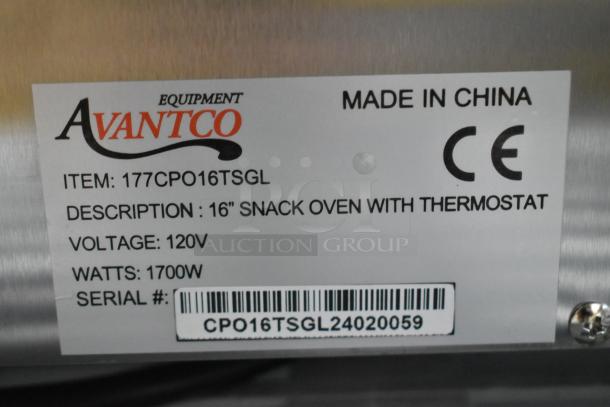 EQUIPMENT
AVANTCO
MADE IN CHINA
CE
ITEM: 177CPO16TSGL
DESCRIPTION : 16" SNACK OVEN WITH THERMOSTAT
VOLTAGE: 120V
AUCTION GROUP
WATTS: 1700W
SERIAL #:
CPO16TSGL24020059